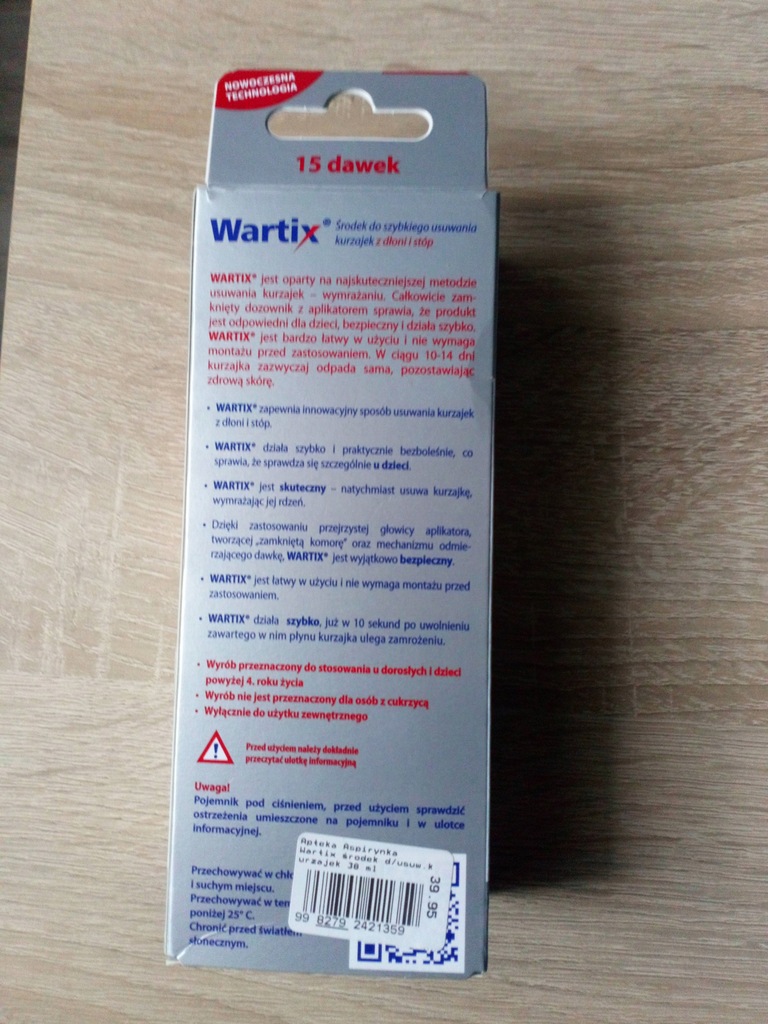 NOWOCZESNA
TECHNOLOGIA
15 dawek
Wartix® Środek do szybkiego usuwania
kurzajek z dłoni i stóp
WARTIX® jest oparty na najskuteczniejszej metodzie
usuwania kurzajek – wymrażaniu. Całkowicie zam-
knięty dozownik z aplikatorem sprawia, że produkt
jest odpowiedni dla dzieci, bezpieczny i działa szybko.
WARTIX® jest bardzo łatwy w użyciu i nie wymaga
montażu przed zastosowaniem. W ciągu 10-14 dni
kurzajka zazwyczaj odpada sama, pozostawiając
zdrową skórę.
• WARTIX® zapewnia innowacyjny sposób usuwania kurzajek
z dłoni i stóp.
• WARTIX® działa szybko i praktycznie bezboleśnie, co
sprawia, że sprawdza się szczególnie u dzieci.
• WARTIX® jest skuteczny – natychmiast usuwa kurzajkę,
wymrażając jej rdzeń.
• Dzięki zastosowaniu przejrzystej głowicy aplikatora,
tworzącej „zamkniętą komorę” oraz mechanizmu odmie-
rzającego dawkę, WARTIX® jest wyjątkowo bezpieczny.
• WARTIX® jest łatwy w użyciu i nie wymaga montażu przed
zastosowaniem.
• WARTIX® działa szybko, już w 10 sekund po uwolnieniu
zawartego w nim płynu kurzajka ulega zamrożeniu.
• Wyrób przeznaczony do stosowania u dorosłych i dzieci
powyżej 4. roku życia
• Wyrób nie jest przeznaczony dla osób z cukrzycą
• Wyłącznie do użytku zewnętrznego
Przed użyciem należy dokładnie
przeczytać ulotkę informacyjną
Uwaga!
Pojemnik pod ciśnieniem, przed użyciem sprawdzić
ostrzeżenia umieszczone na pojemniku i w ulotce
informacyjnej.
Przechowywać w chło
i suchym miejscu.
Przechowywać w tem
poniżej 25° C.
Chronić przed światłem
słonecznym.
Apteka Aspirynka
Wartix środek d/usuw.k
urzajek 38 ml
39.95
99 8279 2421359